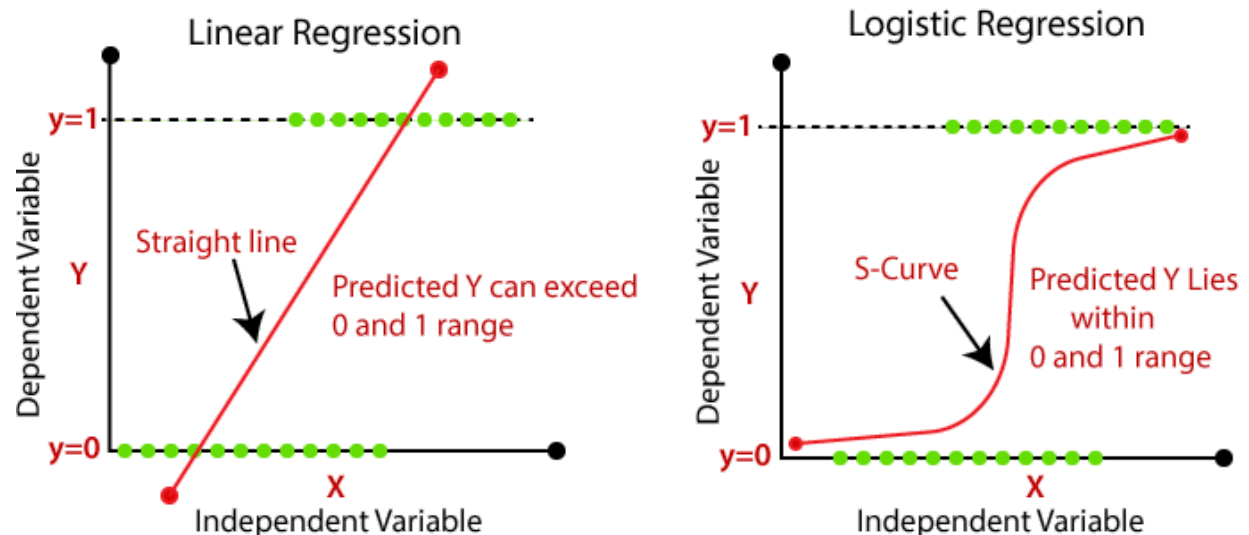 Linear Regression
y=1
Dependent Variable
Y
Straight line
Predicted Y can exceed
0 and 1 range
y=0
X
Independent Variable
Logistic Regression
y=1
Dependent Variable
Y
S-Curve
Predicted Y Lies
within
0 and 1 range
y=0
X
Independent Variable